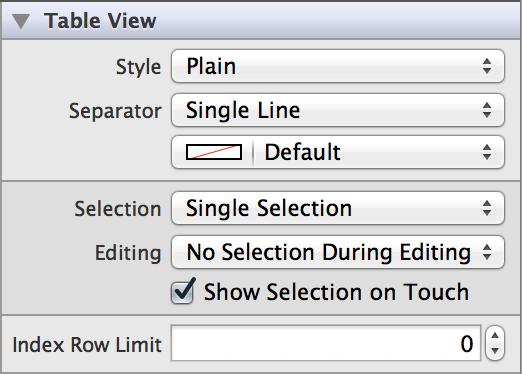 Table View
Style Plain
Separator Single Line
Default
Selection Single Selection
Editing No Selection During Editing
Show Selection on Touch
Index Row Limit 0